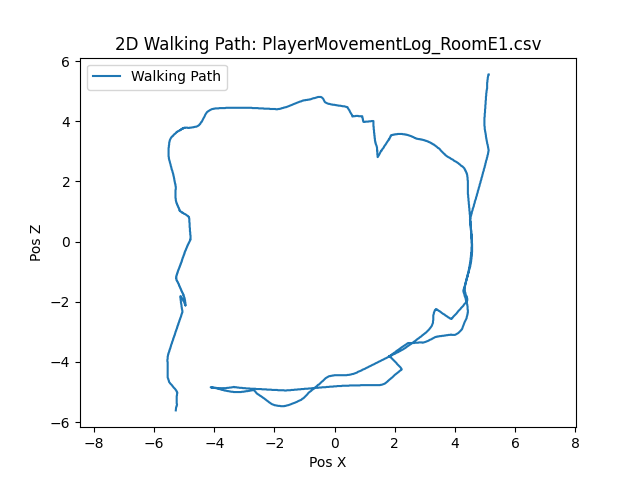 2D Walking Path: PlayerMovementLog_RoomE1.csv
Walking Path
6
4
2
0
−2
−4
−6
Pos Z
−8 −6 −4 −2 0 2 4 6 8
Pos X